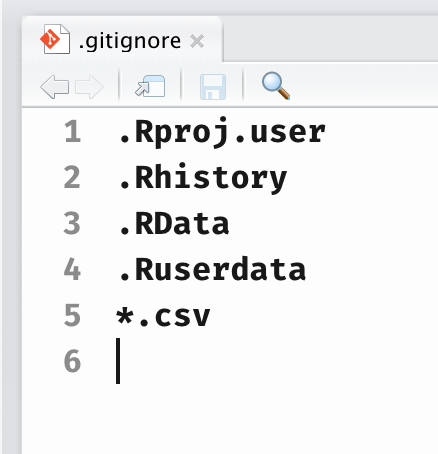 .gitignore
1 .Rproj.user
2 .Rhistory
3 .RData
4 .Ruserdata
5 *.csv
6